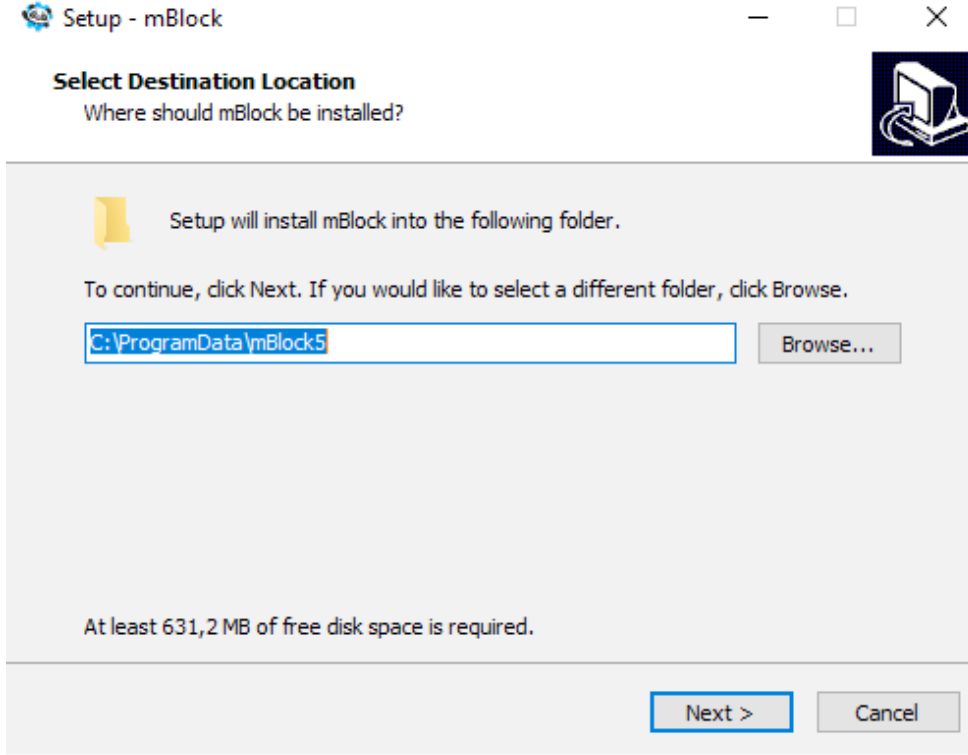 Setup - mBlock
Select Destination Location
Where should mBlock be installed?
Setup will install mBlock into the following folder.
To continue, click Next. If you would like to select a different folder, click Browse.
C:\ProgramData\mBlock5
Browse...
At least 631,2 MB of free disk space is required.
Next >
Cancel